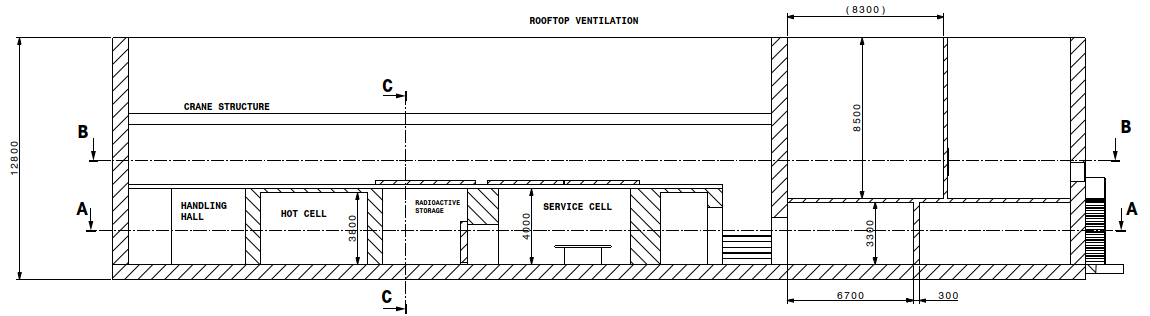 ROOFTOP VENTILATION
(8300)
C
CRANE STRUCTURE
8500
12800
B
B
A
HANDLING
HALL
HOT CELL
3800
RADIOACTIVE
STORAGE
4000
SERVICE CELL
3300
A
C
6700
300